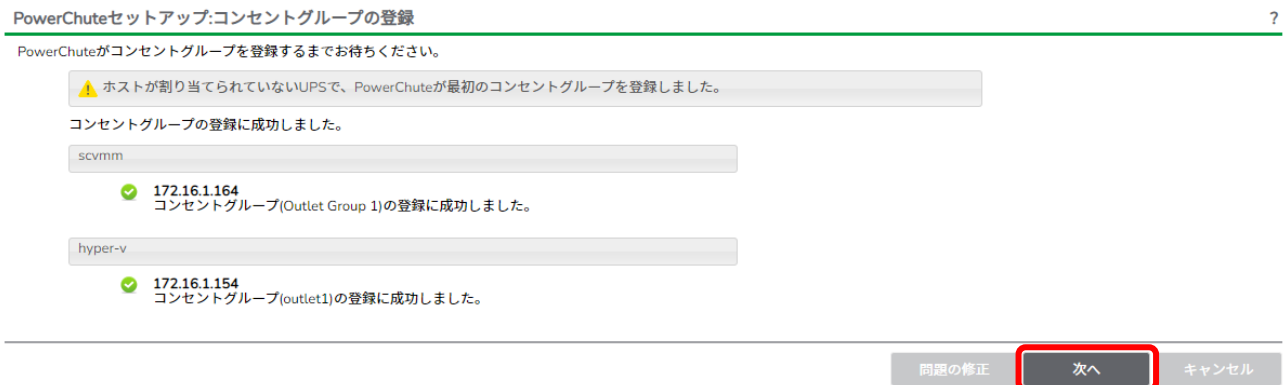 PowerChuteセットアップ:コンセントグループの登録
?
PowerChuteがコンセントグループを登録するまでお待ちください。
ホストが割り当てられていないUPSで、PowerChuteが最初のコンセントグループを登録しました。
コンセントグループの登録に成功しました。
scvmm
172.16.1.164
コンセントグループ(Outlet Group 1)の登録に成功しました。
hyper-v
172.16.1.154
コンセントグループ(outlet1)の登録に成功しました。
問題の修正 次へ キャンセル